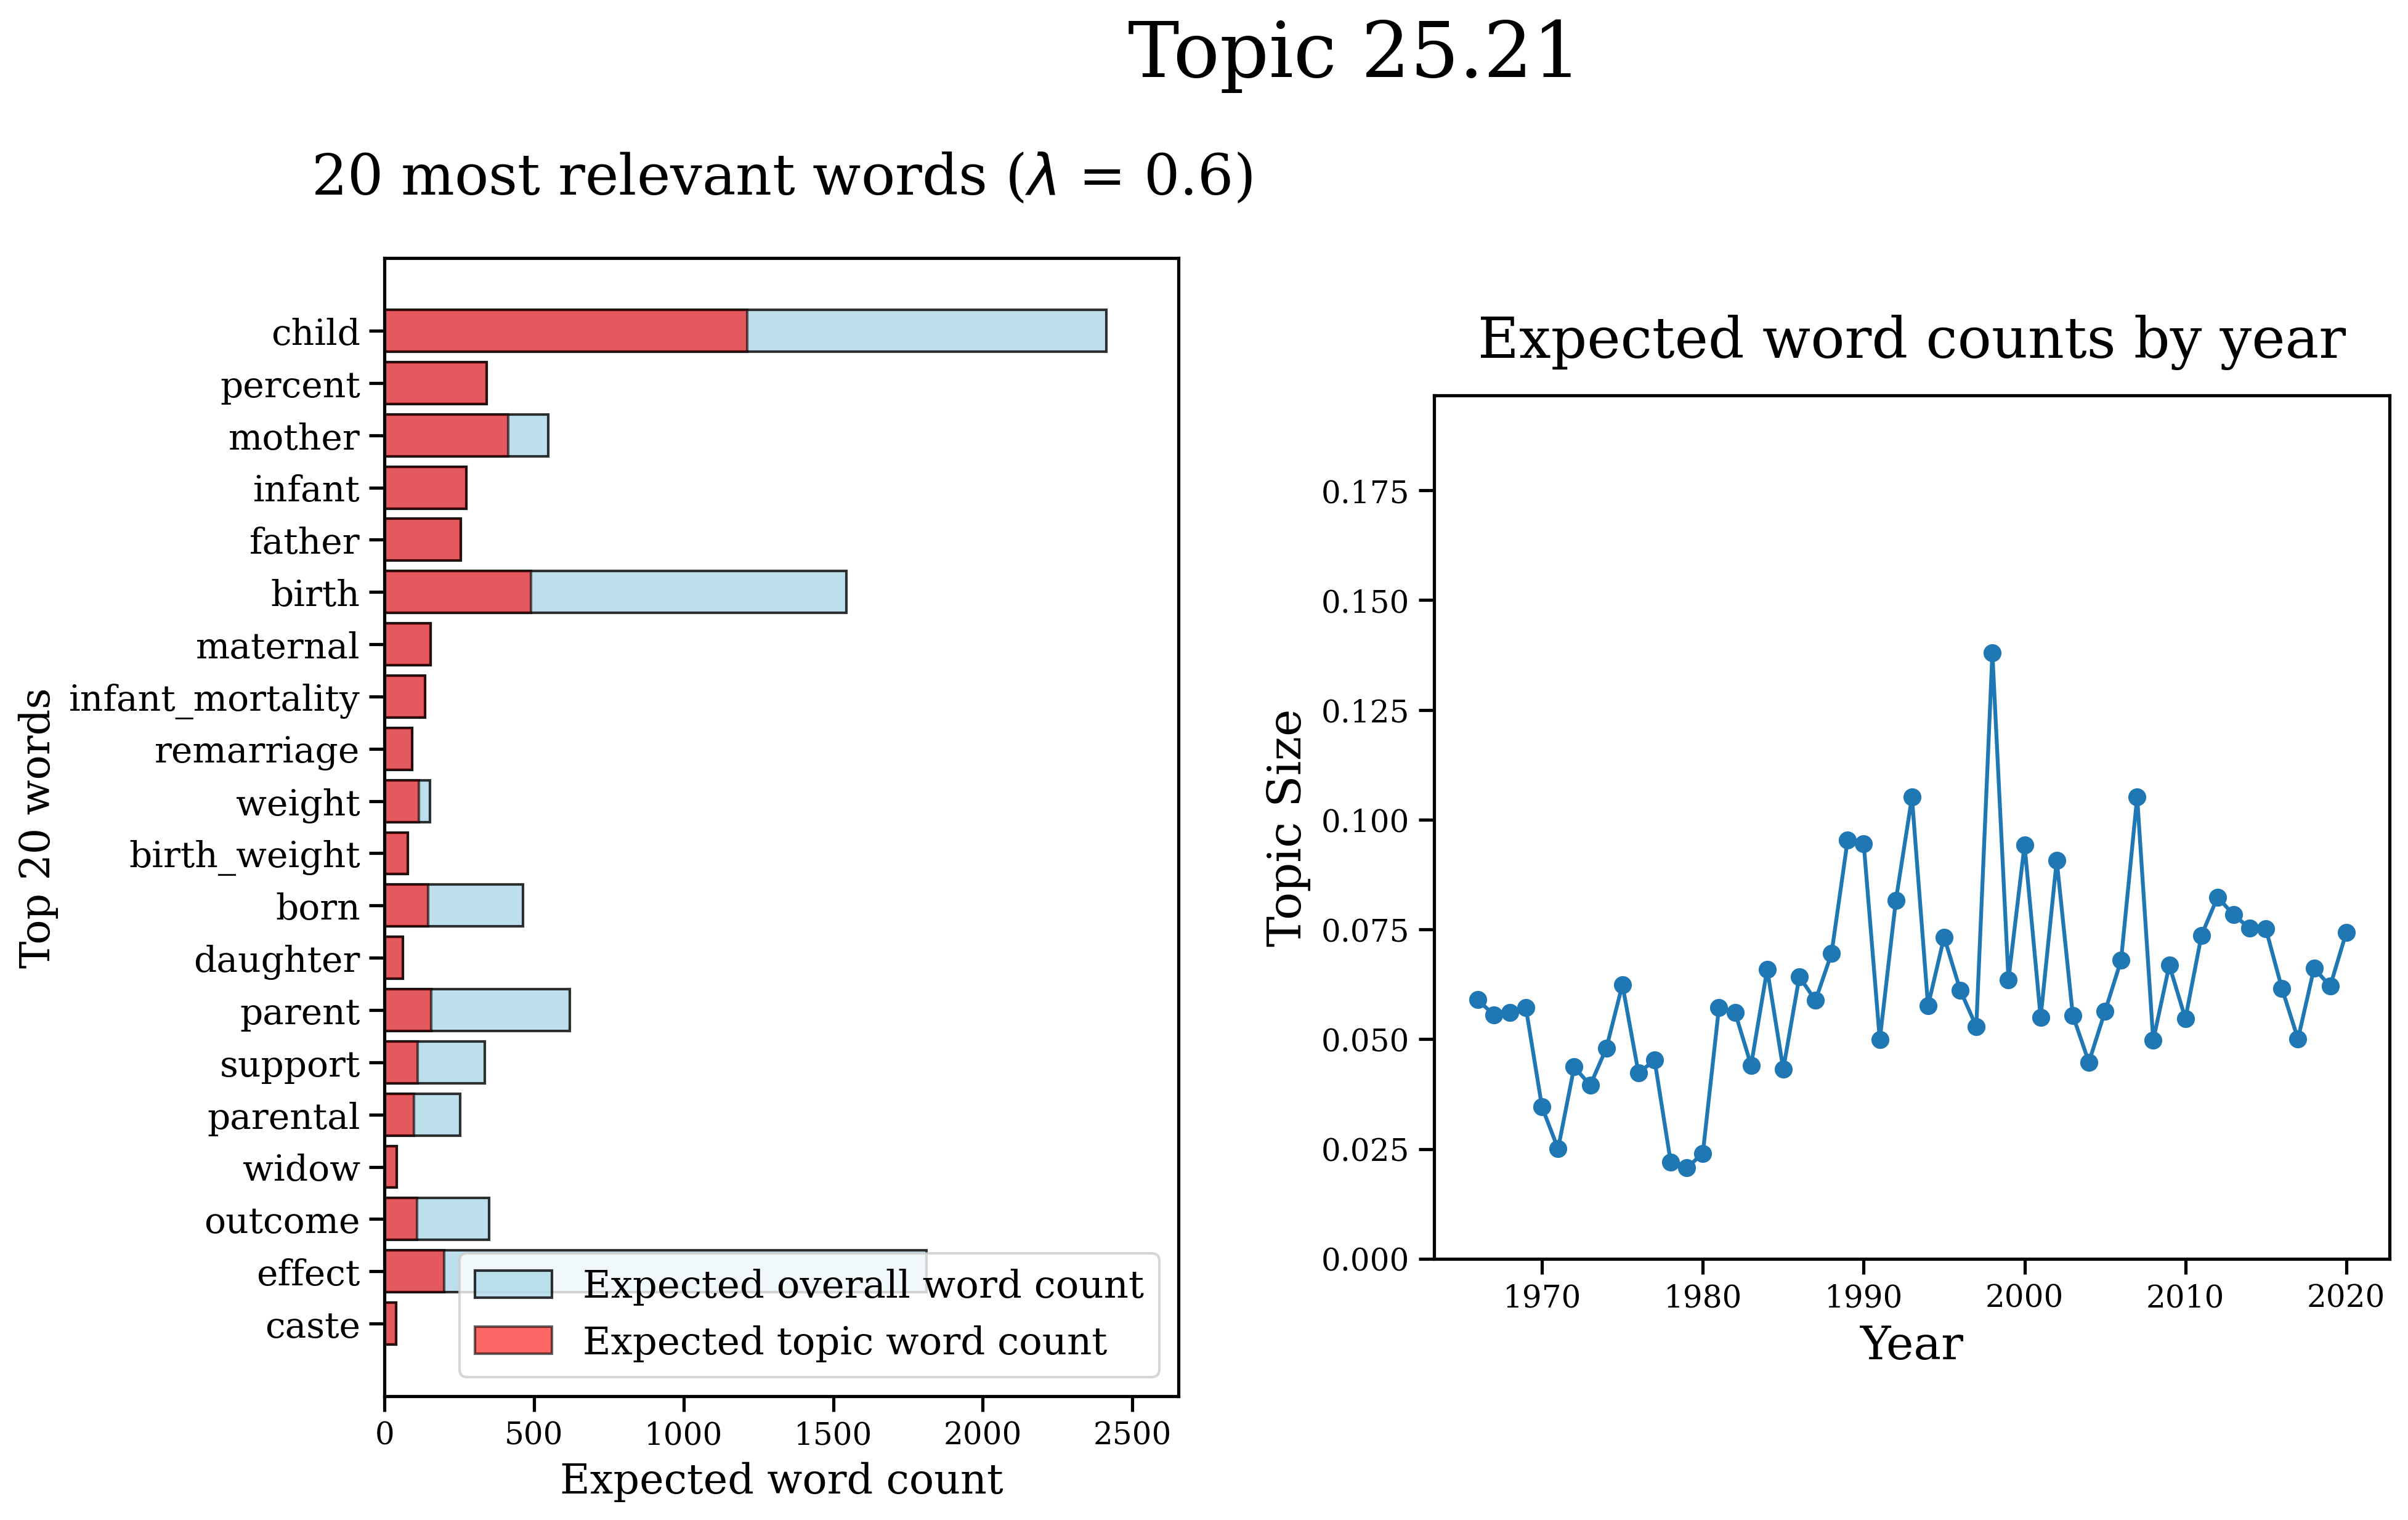 Topic 25.21
20 most relevant words (λ = 0.6)
Top 20 words
child
percent
mother
infant
father
birth
maternal
infant_mortality
remarriage
weight
birth_weight
born
daughter
parent
support
parental
widow
outcome
effect
caste
Expected overall word count
Expected topic word count
0 500 1000 1500 2000 2500
Expected word count
Expected word counts by year
Topic Size
0.175
0.150
0.125
0.100
0.075
0.050
0.025
0.000
1970 1980 1990 2000 2010 2020
Year